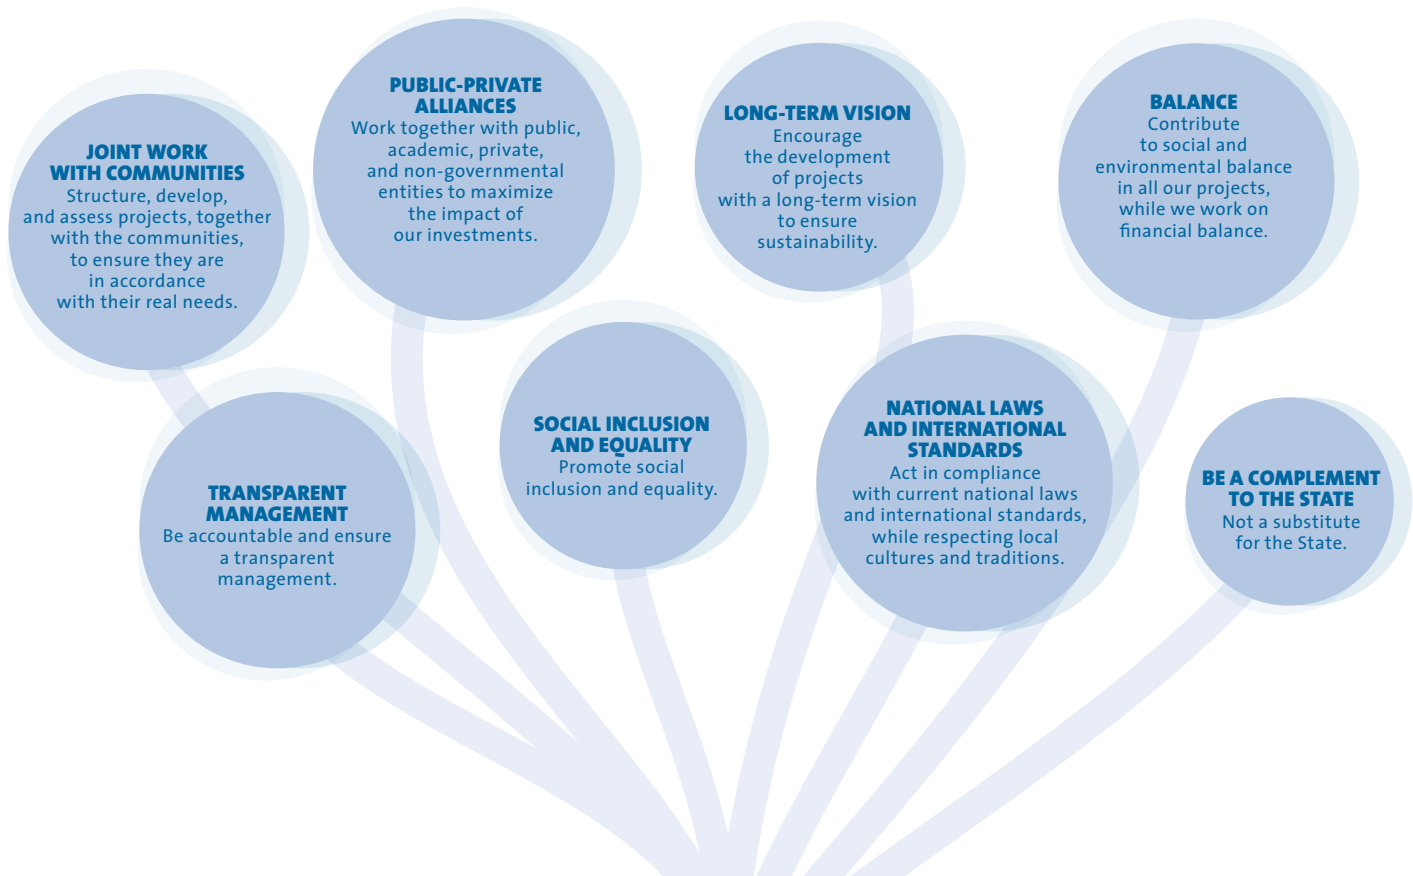 JOINT WORK
WITH COMMUNITIES
Structure, develop,
and assess projects, together
with the communities,
to ensure they are
in accordance
with their real needs.
PUBLIC-PRIVATE
ALLIANCES
Work together with public,
academic, private,
and non-governmental
entities to maximize
the impact of
our investments.
LONG-TERM VISION
Encourage
the development
of projects
with a long-term vision
to ensure
sustainability.
BALANCE
Contribute
to social and
environmental balance
in all our projects,
while we work on
financial balance.
TRANSPARENT
MANAGEMENT
Be accountable and ensure
a transparent
management.
SOCIAL INCLUSION
AND EQUALITY
Promote social
inclusion and equality.
NATIONAL LAWS
AND INTERNATIONAL
STANDARDS
Act in compliance
with current national laws
and international standards,
while respecting local
cultures and traditions.
BE A COMPLEMENT
TO THE STATE
Not a substitute
for the State.